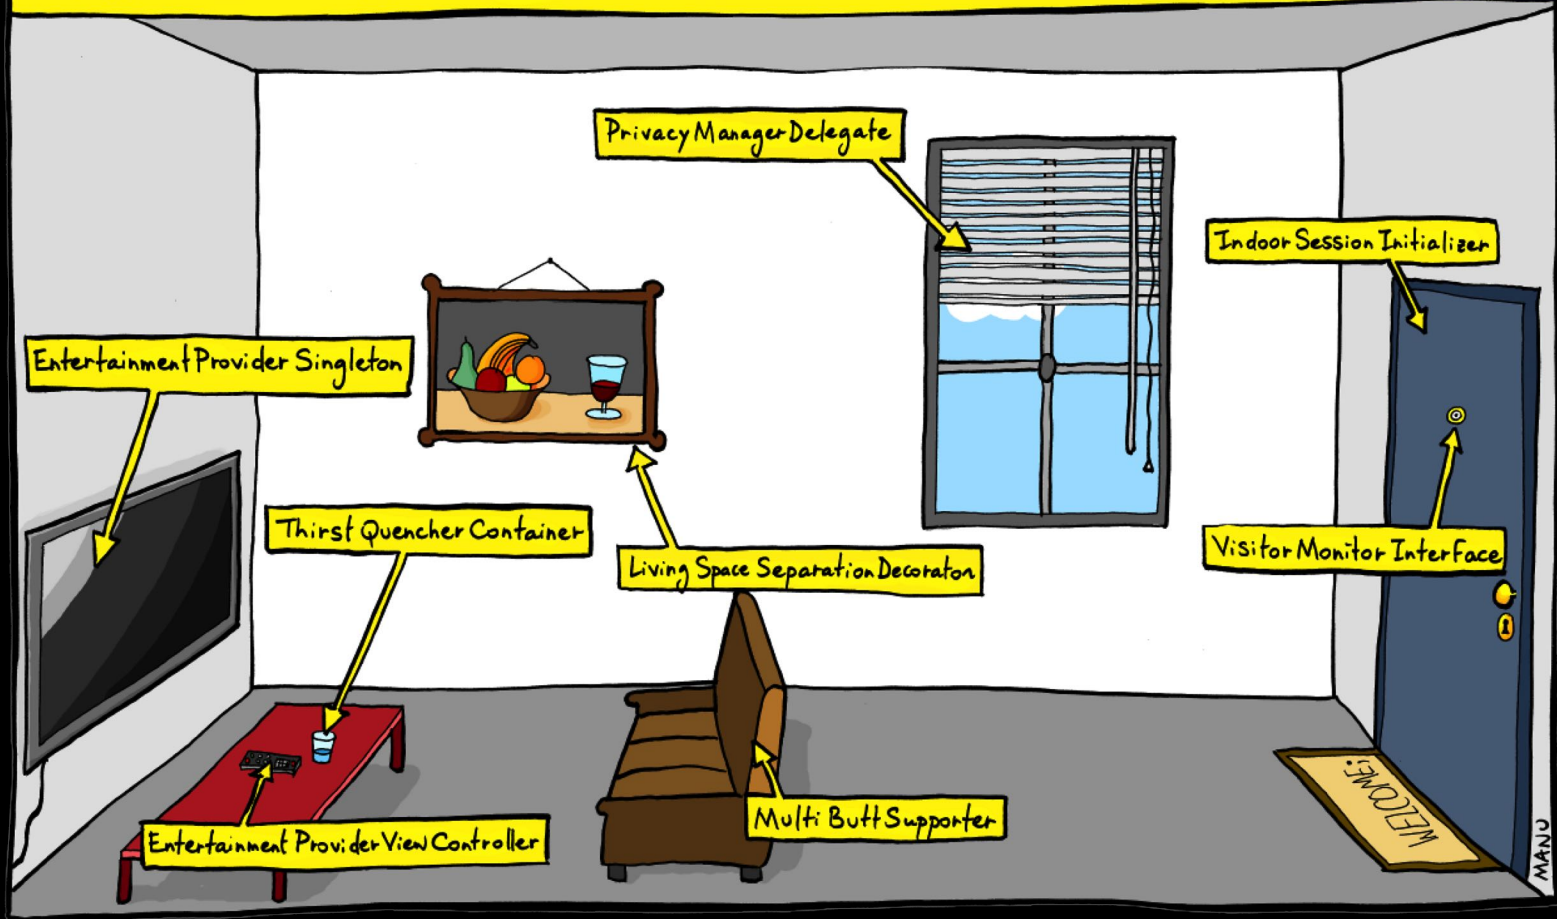 Privacy Manager Delegate
Indoor Session Initializer
Entertainment Provider Singleton
Thirst Quencher Container
Living Space Separation Decorator
Visitor Monitor Interface
Multi Butt Supporter
Entertainment Provider View Controller
WELCOME;
MANU